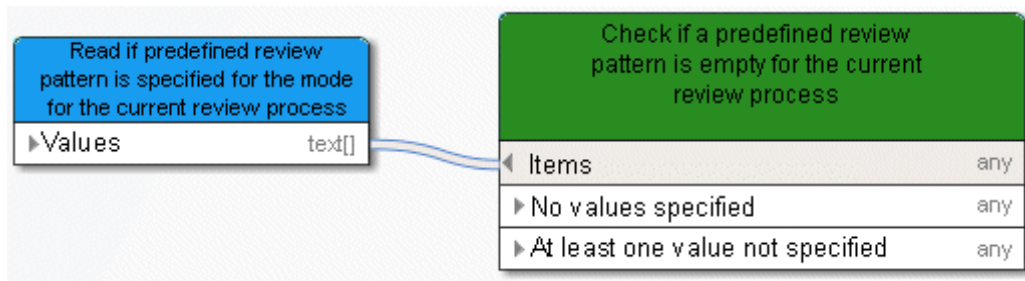 Read if predefined review
pattern is specified for the mode
for the current review process
Values text[]
Check if a predefined review
pattern is empty for the current
review process
Items any
No values specified any
At least one value not specified any